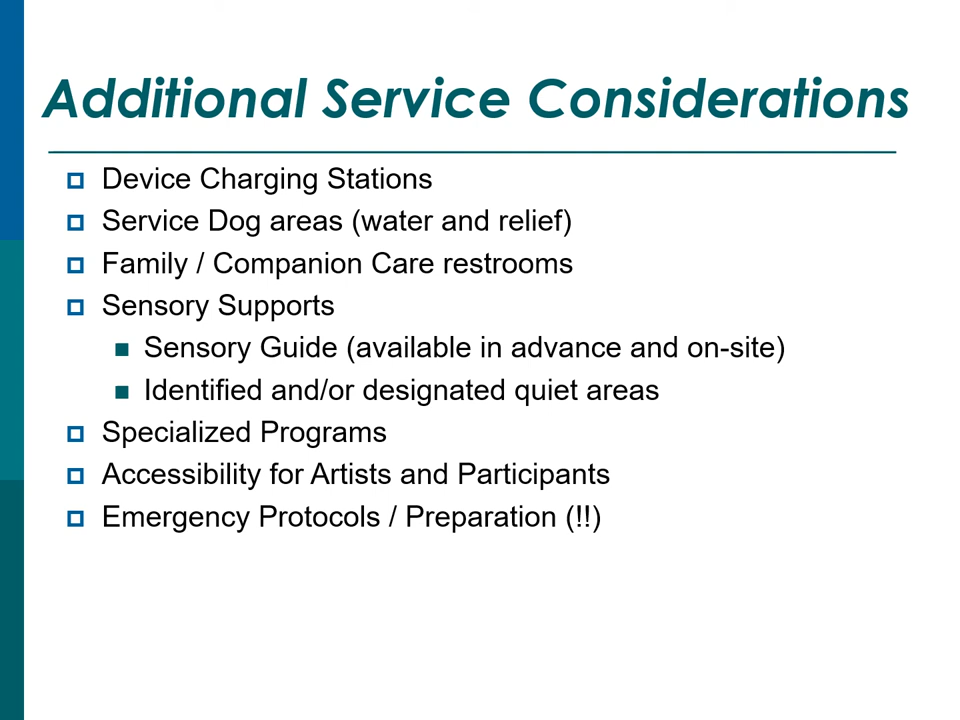 Additional Service Considerations
Device Charging Stations
Service Dog areas (water and relief)
Family / Companion Care restrooms
Sensory Supports
Sensory Guide (available in advance and on-site)
Identified and/or designated quiet areas
Specialized Programs
Accessibility for Artists and Participants
Emergency Protocols / Preparation (!!)